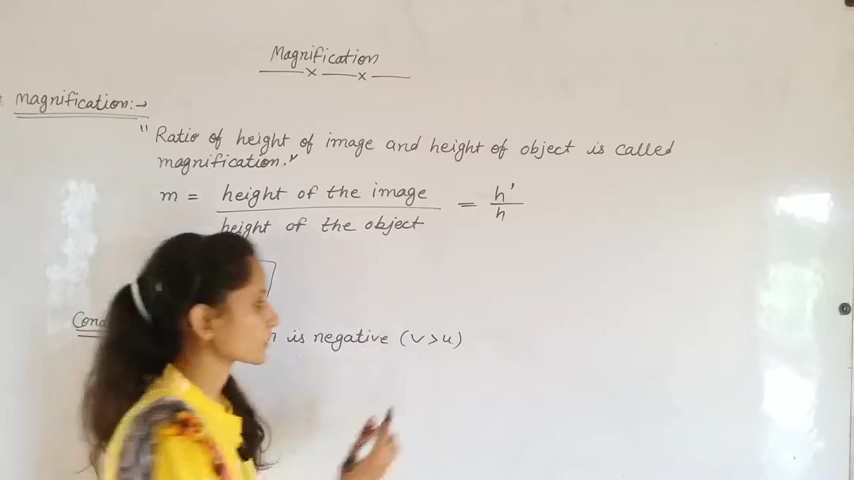 Magnification
Magnification:→
"Ratio of height of image and height of object is called
magnification."
m = height of the image / height of the object = h' / h
is negative (v>u)